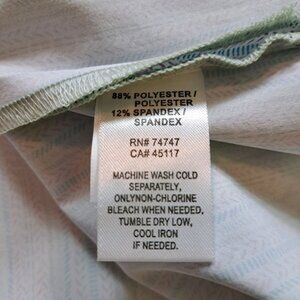 88% POLYESTER /
POLYESTER
12% SPANDEX /
SPANDEX
RN# 74747
CA# 45117
MACHINE WASH COLD
SEPARATELY,
ONLYNON-CHLORINE
BLEACH WHEN NEEDED,
TUMBLE DRY LOW,
COOL IRON
IF NEEDED.